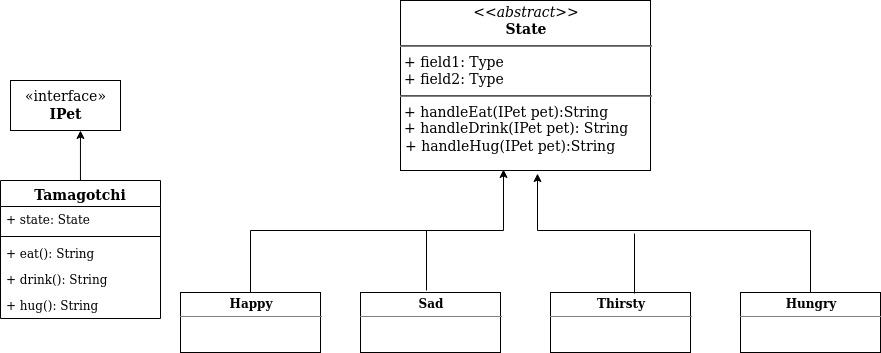 <<abstract>>
State
+ field1: Type
+ field2: Type
+ handleEat(IPet pet):String
+ handleDrink(IPet pet): String
+ handleHug(IPet pet):String
«interface»
IPet
Tamagotchi
+ state: State
+ eat(): String
+ drink(): String
+ hug(): String
Happy
Sad
Thirsty
Hungry